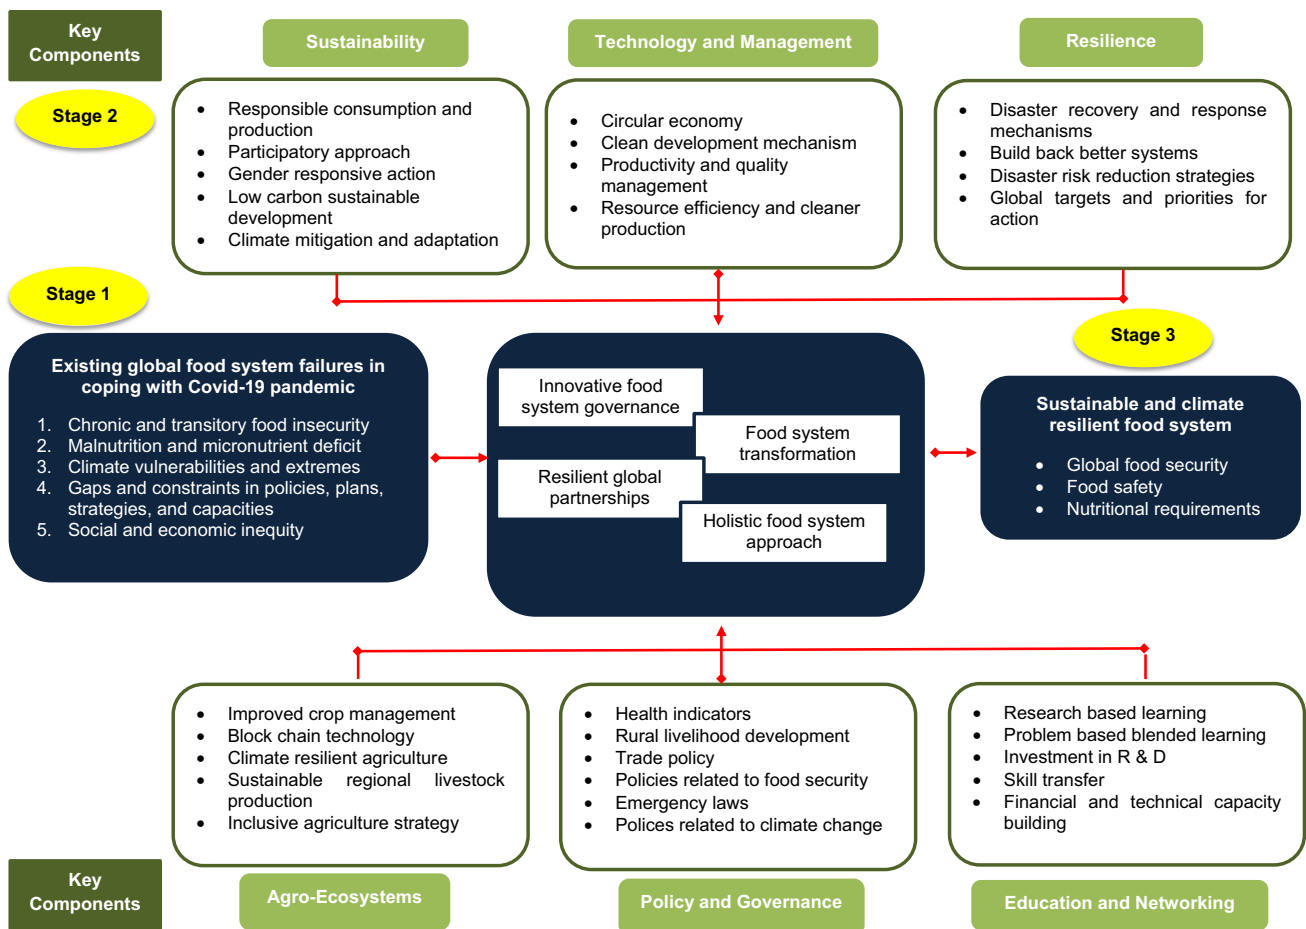 Key
Components
Sustainability
Technology and Management
Resilience
Stage 2
• Responsible consumption and
production
• Participatory approach
• Gender responsive action
• Low carbon sustainable
development
• Climate mitigation and adaptation
• Circular economy
• Clean development mechanism
• Productivity and quality
management
• Resource efficiency and cleaner
production
• Disaster recovery and response
mechanisms
• Build back better systems
• Disaster risk reduction strategies
• Global targets and priorities for
action
Stage 1
Existing global food system failures in
coping with Covid-19 pandemic
1. Chronic and transitory food insecurity
2. Malnutrition and micronutrient deficit
3. Climate vulnerabilities and extremes
4. Gaps and constraints in policies, plans,
strategies, and capacities
5. Social and economic inequity
Innovative food
system governance
Food system
transformation
Resilient global
partnerships
Holistic food system
approach
Stage 3
Sustainable and climate
resilient food system
• Global food security
• Food safety
• Nutritional requirements
• Improved crop management
• Block chain technology
• Climate resilient agriculture
• Sustainable regional livestock
production
• Inclusive agriculture strategy
• Health indicators
• Rural livelihood development
• Trade policy
• Policies related to food security
• Emergency laws
• Polices related to climate change
• Research based learning
• Problem based blended learning
• Investment in R & D
• Skill transfer
• Financial and technical capacity
building
Key
Components
Agro-Ecosystems
Policy and Governance
Education and Networking